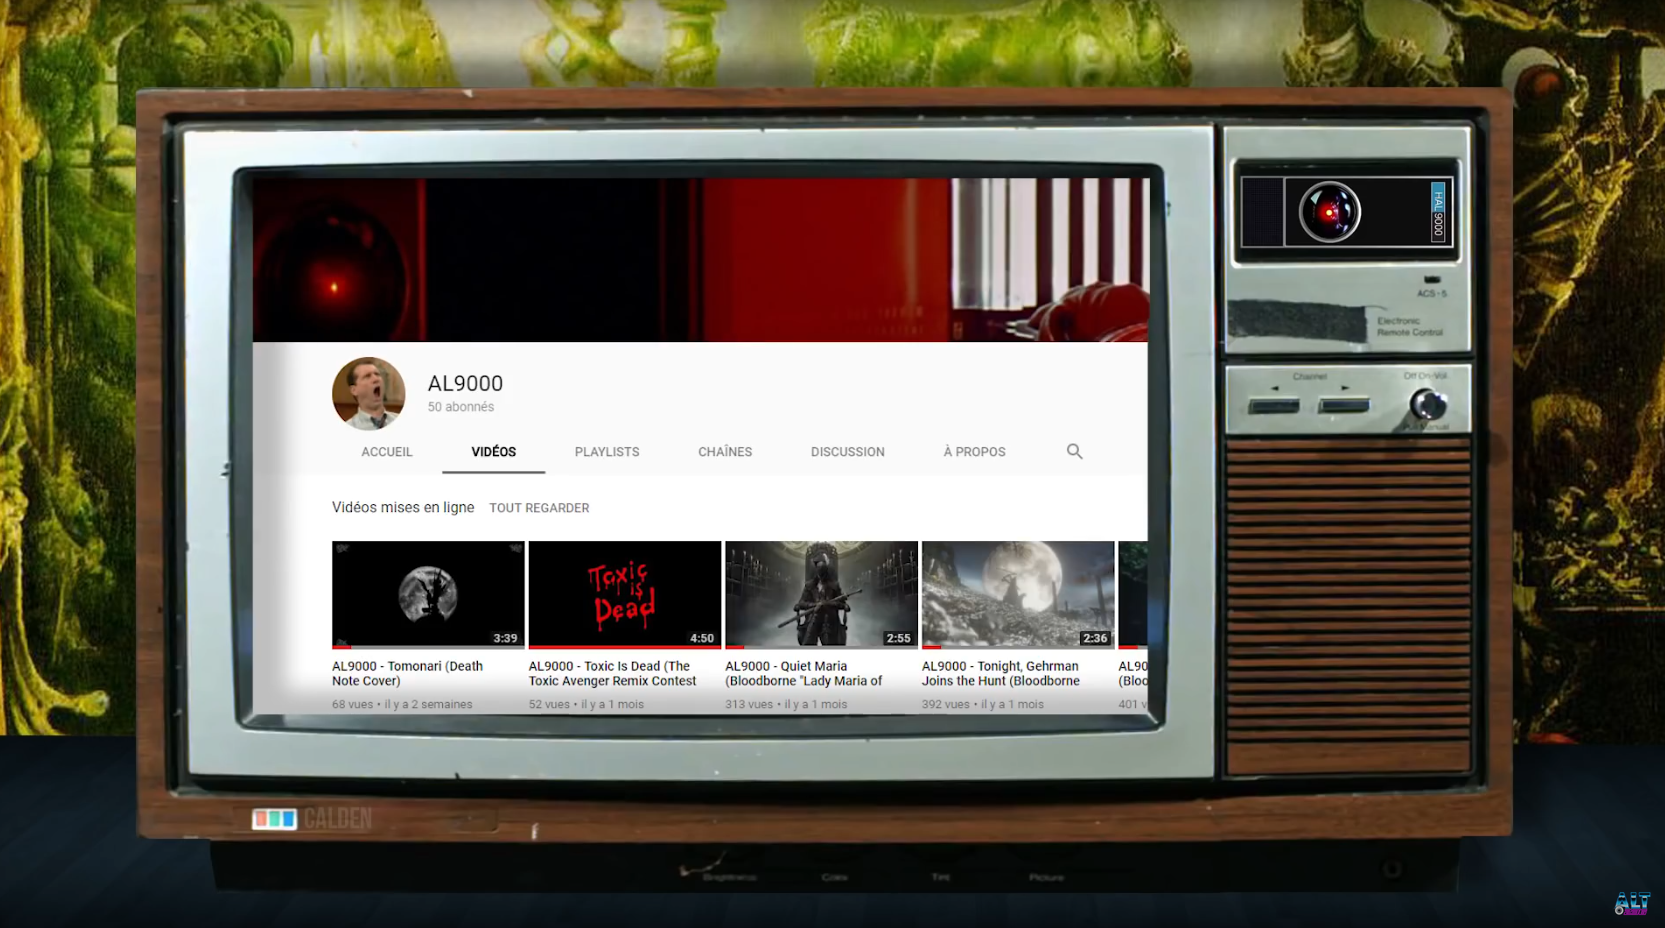 HAL 9000
ACS-5
Electronic
Remote Control
Channel
Off On-Vol.
AL9000
50 abonnés
ACCUEIL
VIDÉOS
PLAYLISTS
CHAÎNES
DISCUSSION
À PROPOS
Vidéos mises en ligne TOUT REGARDER
Toxic
is
Dead
3:39
4:50
2:55
2:36
AL9000 - Tomonari (Death
Note Cover)
68 vues • il y a 2 semaines
AL9000 - Toxic Is Dead (The
Toxic Avenger Remix Contest
52 vues • il y a 1 mois
AL9000 - Quiet Maria
(Bloodborne "Lady Maria of
313 vues • il y a 1 mois
AL9000 - Tonight, Gehrman
Joins the Hunt (Bloodborne
392 vues • il y a 1 mois
AL90
(Bloo
401 v
CALDEN
Brightness
Color
Tint
Picture
ALT